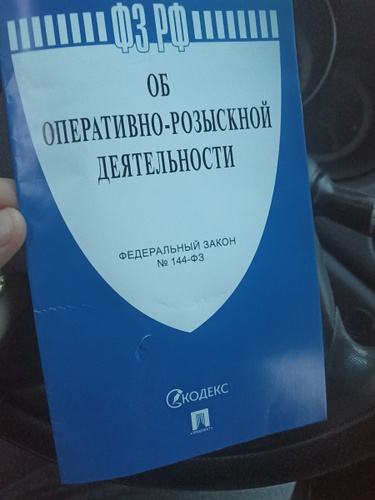 ФЗ РФ
ОБ
ОПЕРАТИВНО-РОЗЫСКНОЙ
ДЕЯТЕЛЬНОСТИ
ФЕДЕРАЛЬНЫЙ ЗАКОН
№ 144-ФЗ
КОДЕКС